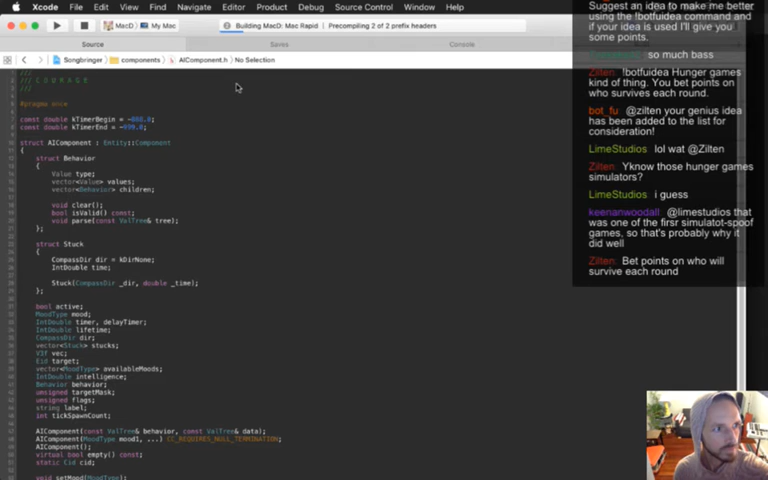 Xcode File Edit View Find Navigate Editor Product Debug Source Control Window Help
MacD My Mac
Building MacD: Mac Rapid Precompiling 2 of 2 prefix headers
Source Saves Console
Songbringer components AIComponent.h No Selection
///
/// C O U R A G E
///
#pragma once
const double kTimerBegin = -888.0;
const double kTimerEnd = -999.0;
struct AIComponent : Entity::Component
{
struct Behavior
{
Value type;
vector<Value> values;
vector<Behavior> children;
void clear();
bool isValid() const;
void parse(const ValTree& tree);
};
struct Stuck
{
CompassDir dir = kDirNone;
IntDouble time;
Stuck(CompassDir _dir, double _time);
};
bool active;
MoodType mood;
IntDouble timer, delayTimer;
IntDouble lifetime;
CompassDir dir;
vector<Stuck> stucks;
V3f vec;
Eid target;
vector<MoodType> availableMoods;
IntDouble intelligence;
Behavior behavior;
unsigned targetMask;
unsigned flags;
string label;
int tickSpawnCount;
AIComponent(const ValTree& behavior, const ValTree& data);
AIComponent(MoodType mood1, ...) CC_REQUIRES_NULL_TERMINATION;
AIComponent();
virtual bool empty() const;
static Cid cid;
void setMood(MoodType);
Suggest an idea to make me better
using the !botfuidea command and
if your idea is used I'll give you
some points.
so much bass
Zilten: !botfuidea Hunger games
kind of thing. You bet points on
who survives each round.
bot_fu @zilten your genius idea
has been added to the list for
consideration!
LimeStudios lol wat @Zilten
Zilten: Yknow those hunger games
simulators?
LimeStudios i guess
keenanwoodall @limestudios that
was one of the firsr simulatot-spoof
games, so that's probably why it
did well
Zilten: Bet points on who will
survive each round